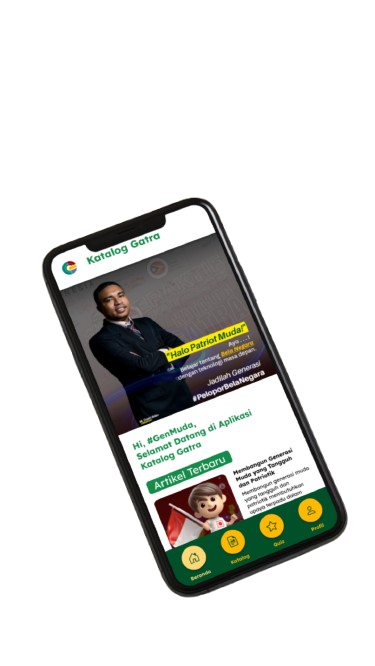 Katalog Gatra
"Halo Patriot Muda!"
Ayo...!
Belajar tentang Bela Negara
dengan teknologi masa depan.
Jadilah Generasi
#PeloporBelaNegara
Hi, #GenMuda,
Selamat Datang di Aplikasi
Katalog Gatra
Artikel Terbaru
Membangun Generasi
Muda yang Tangguh
dan Patriotik
Membangun generasi muda
yang tangguh dan
patriotik membutuhkan
upaya terpadu dalam
Beranda
Katalog
Quiz
Profil